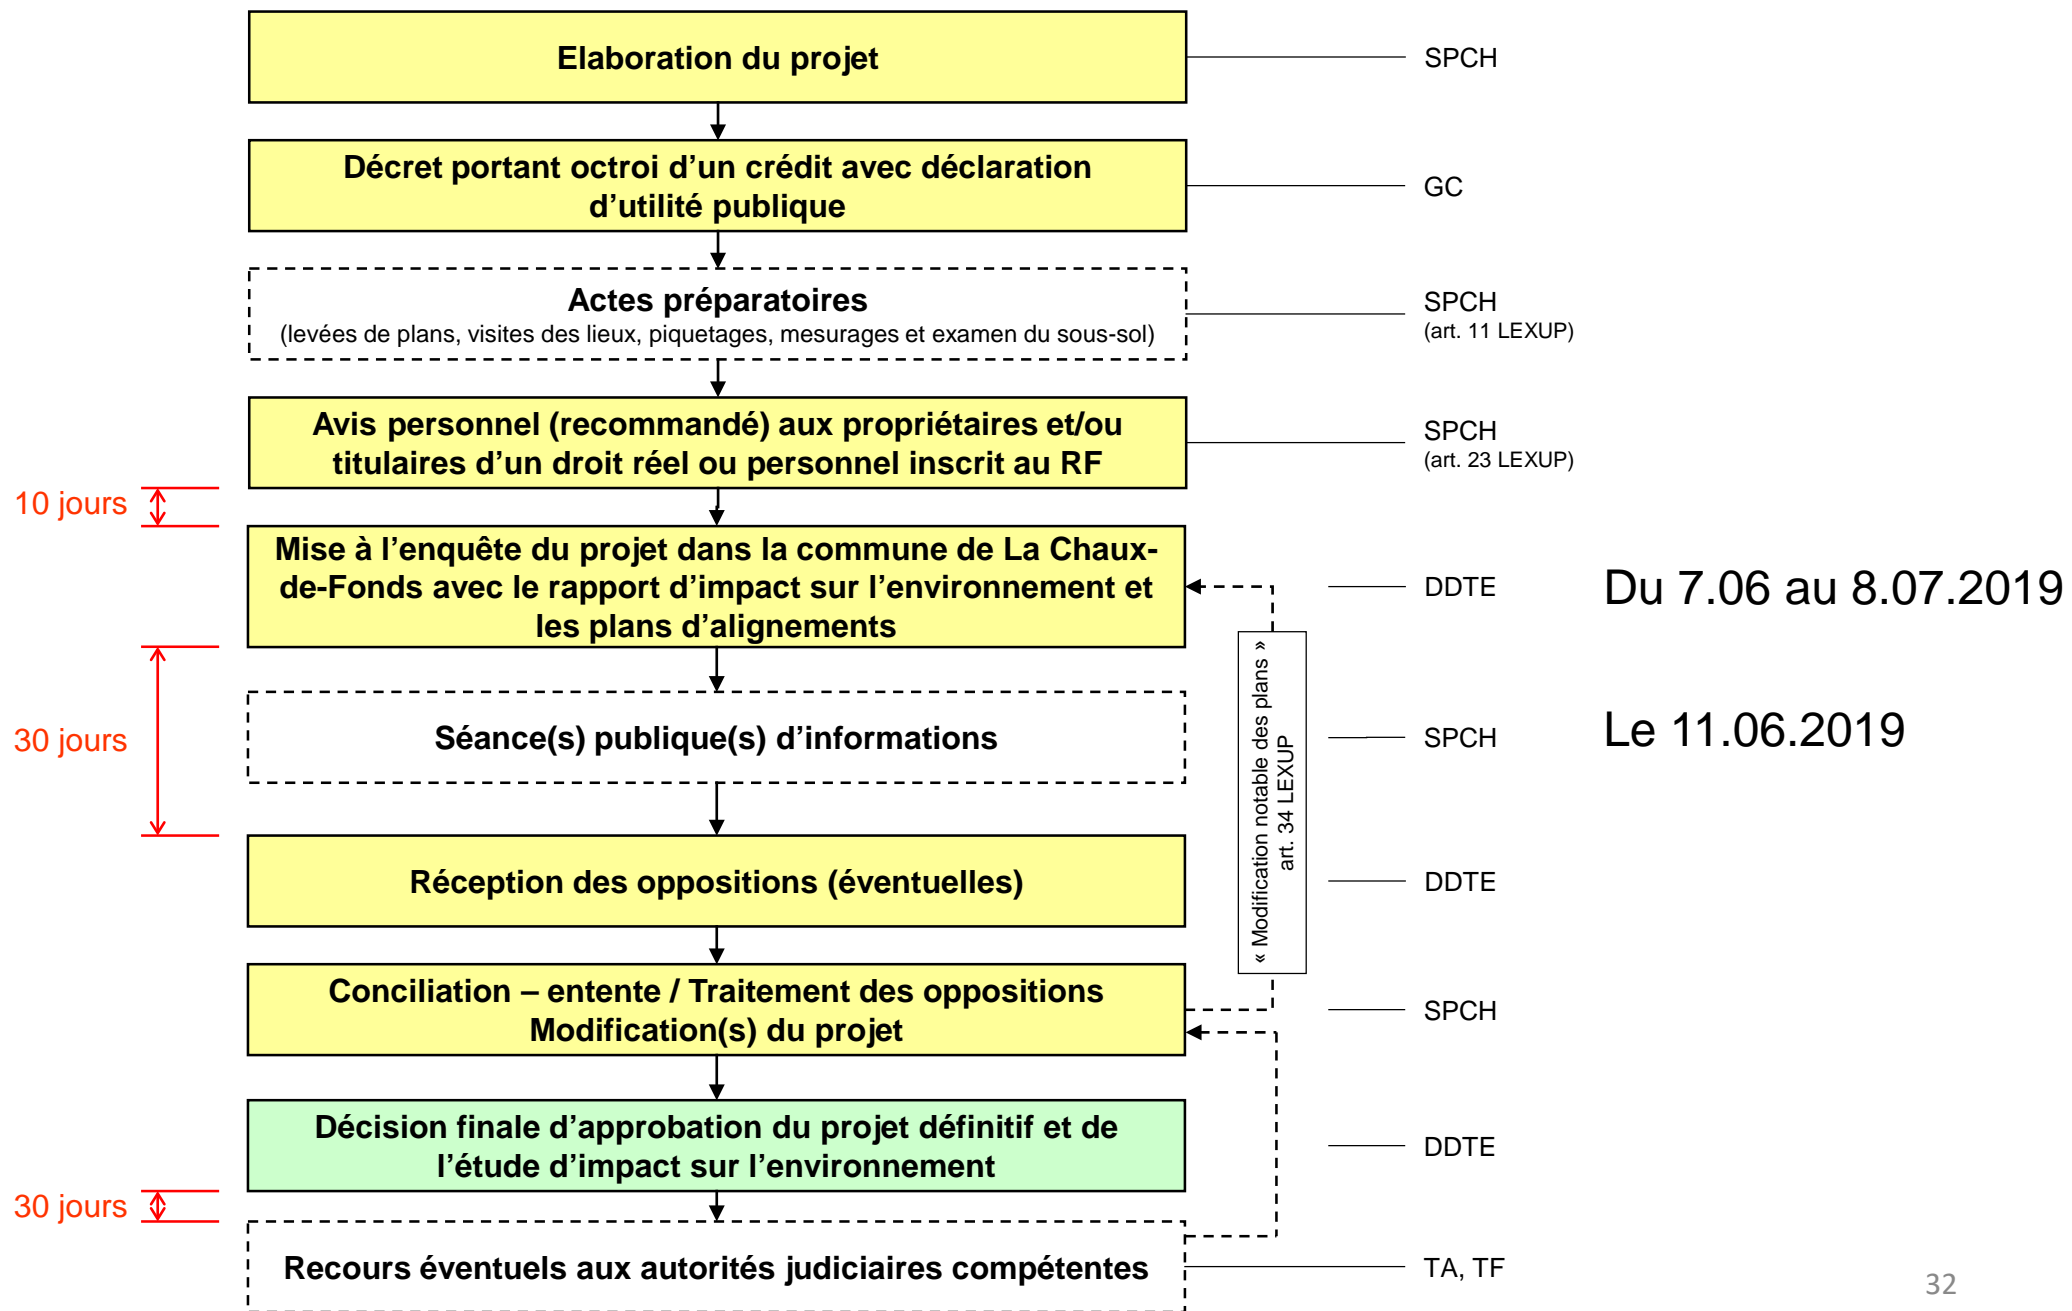 Elaboration du projet
SPCH
Décret portant octroi d’un crédit avec déclaration
d’utilité publique
GC
Actes préparatoires
(levées de plans, visites des lieux, piquetages, mesurages et examen du sous-sol)
SPCH
(art. 11 LEXUP)
Avis personnel (recommandé) aux propriétaires et/ou
titulaires d’un droit réel ou personnel inscrit au RF
SPCH
(art. 23 LEXUP)
10 jours
Mise à l’enquête du projet dans la commune de La Chaux-
de-Fonds avec le rapport d’impact sur l’environnement et
les plans d’alignements
DDTE
Du 7.06 au 8.07.2019
30 jours
Séance(s) publique(s) d’informations
« Modification notable des plans »
art. 34 LEXUP
SPCH
Le 11.06.2019
Réception des oppositions (éventuelles)
DDTE
Conciliation – entente / Traitement des oppositions
Modification(s) du projet
SPCH
Décision finale d’approbation du projet définitif et de
l’étude d’impact sur l’environnement
DDTE
30 jours
Recours éventuels aux autorités judiciaires compétentes
TA, TF
32